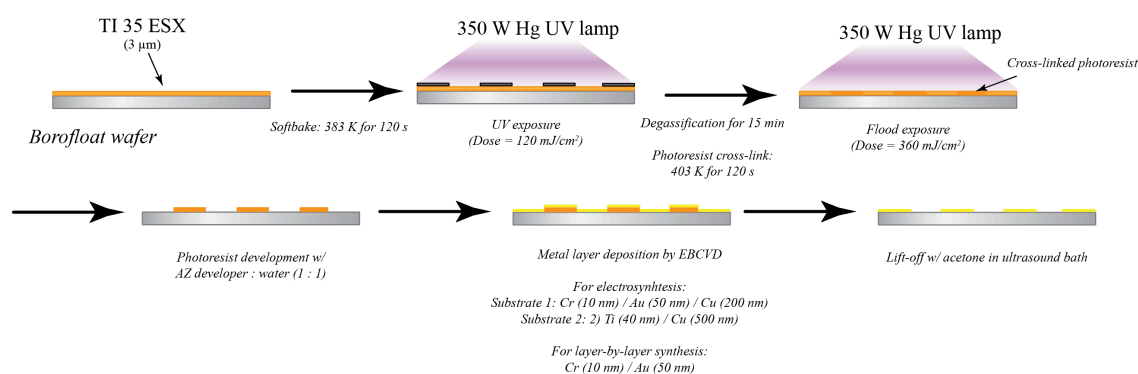 TI 35 ESX
(3 µm)
Borofloat wafer
Softbake: 383 K for 120 s
350 W Hg UV lamp
UV exposure
(Dose = 120 mJ/cm²)
Degassification for 15 min
Photoresist cross-link:
403 K for 120 s
350 W Hg UV lamp
Cross-linked photoresist
Flood exposure
(Dose = 360 mJ/cm²)
Photoresist development w/
AZ developer : water (1 : 1)
Metal layer deposition by EBCVD
For electrosynhtesis:
Substrate 1: Cr (10 nm) / Au (50 nm) / Cu (200 nm)
Substrate 2: 2) Ti (40 nm) / Cu (500 nm)
For layer-by-layer synthesis:
Cr (10 nm) / Au (50 nm)
Lift-off w/ acetone in ultrasound bath